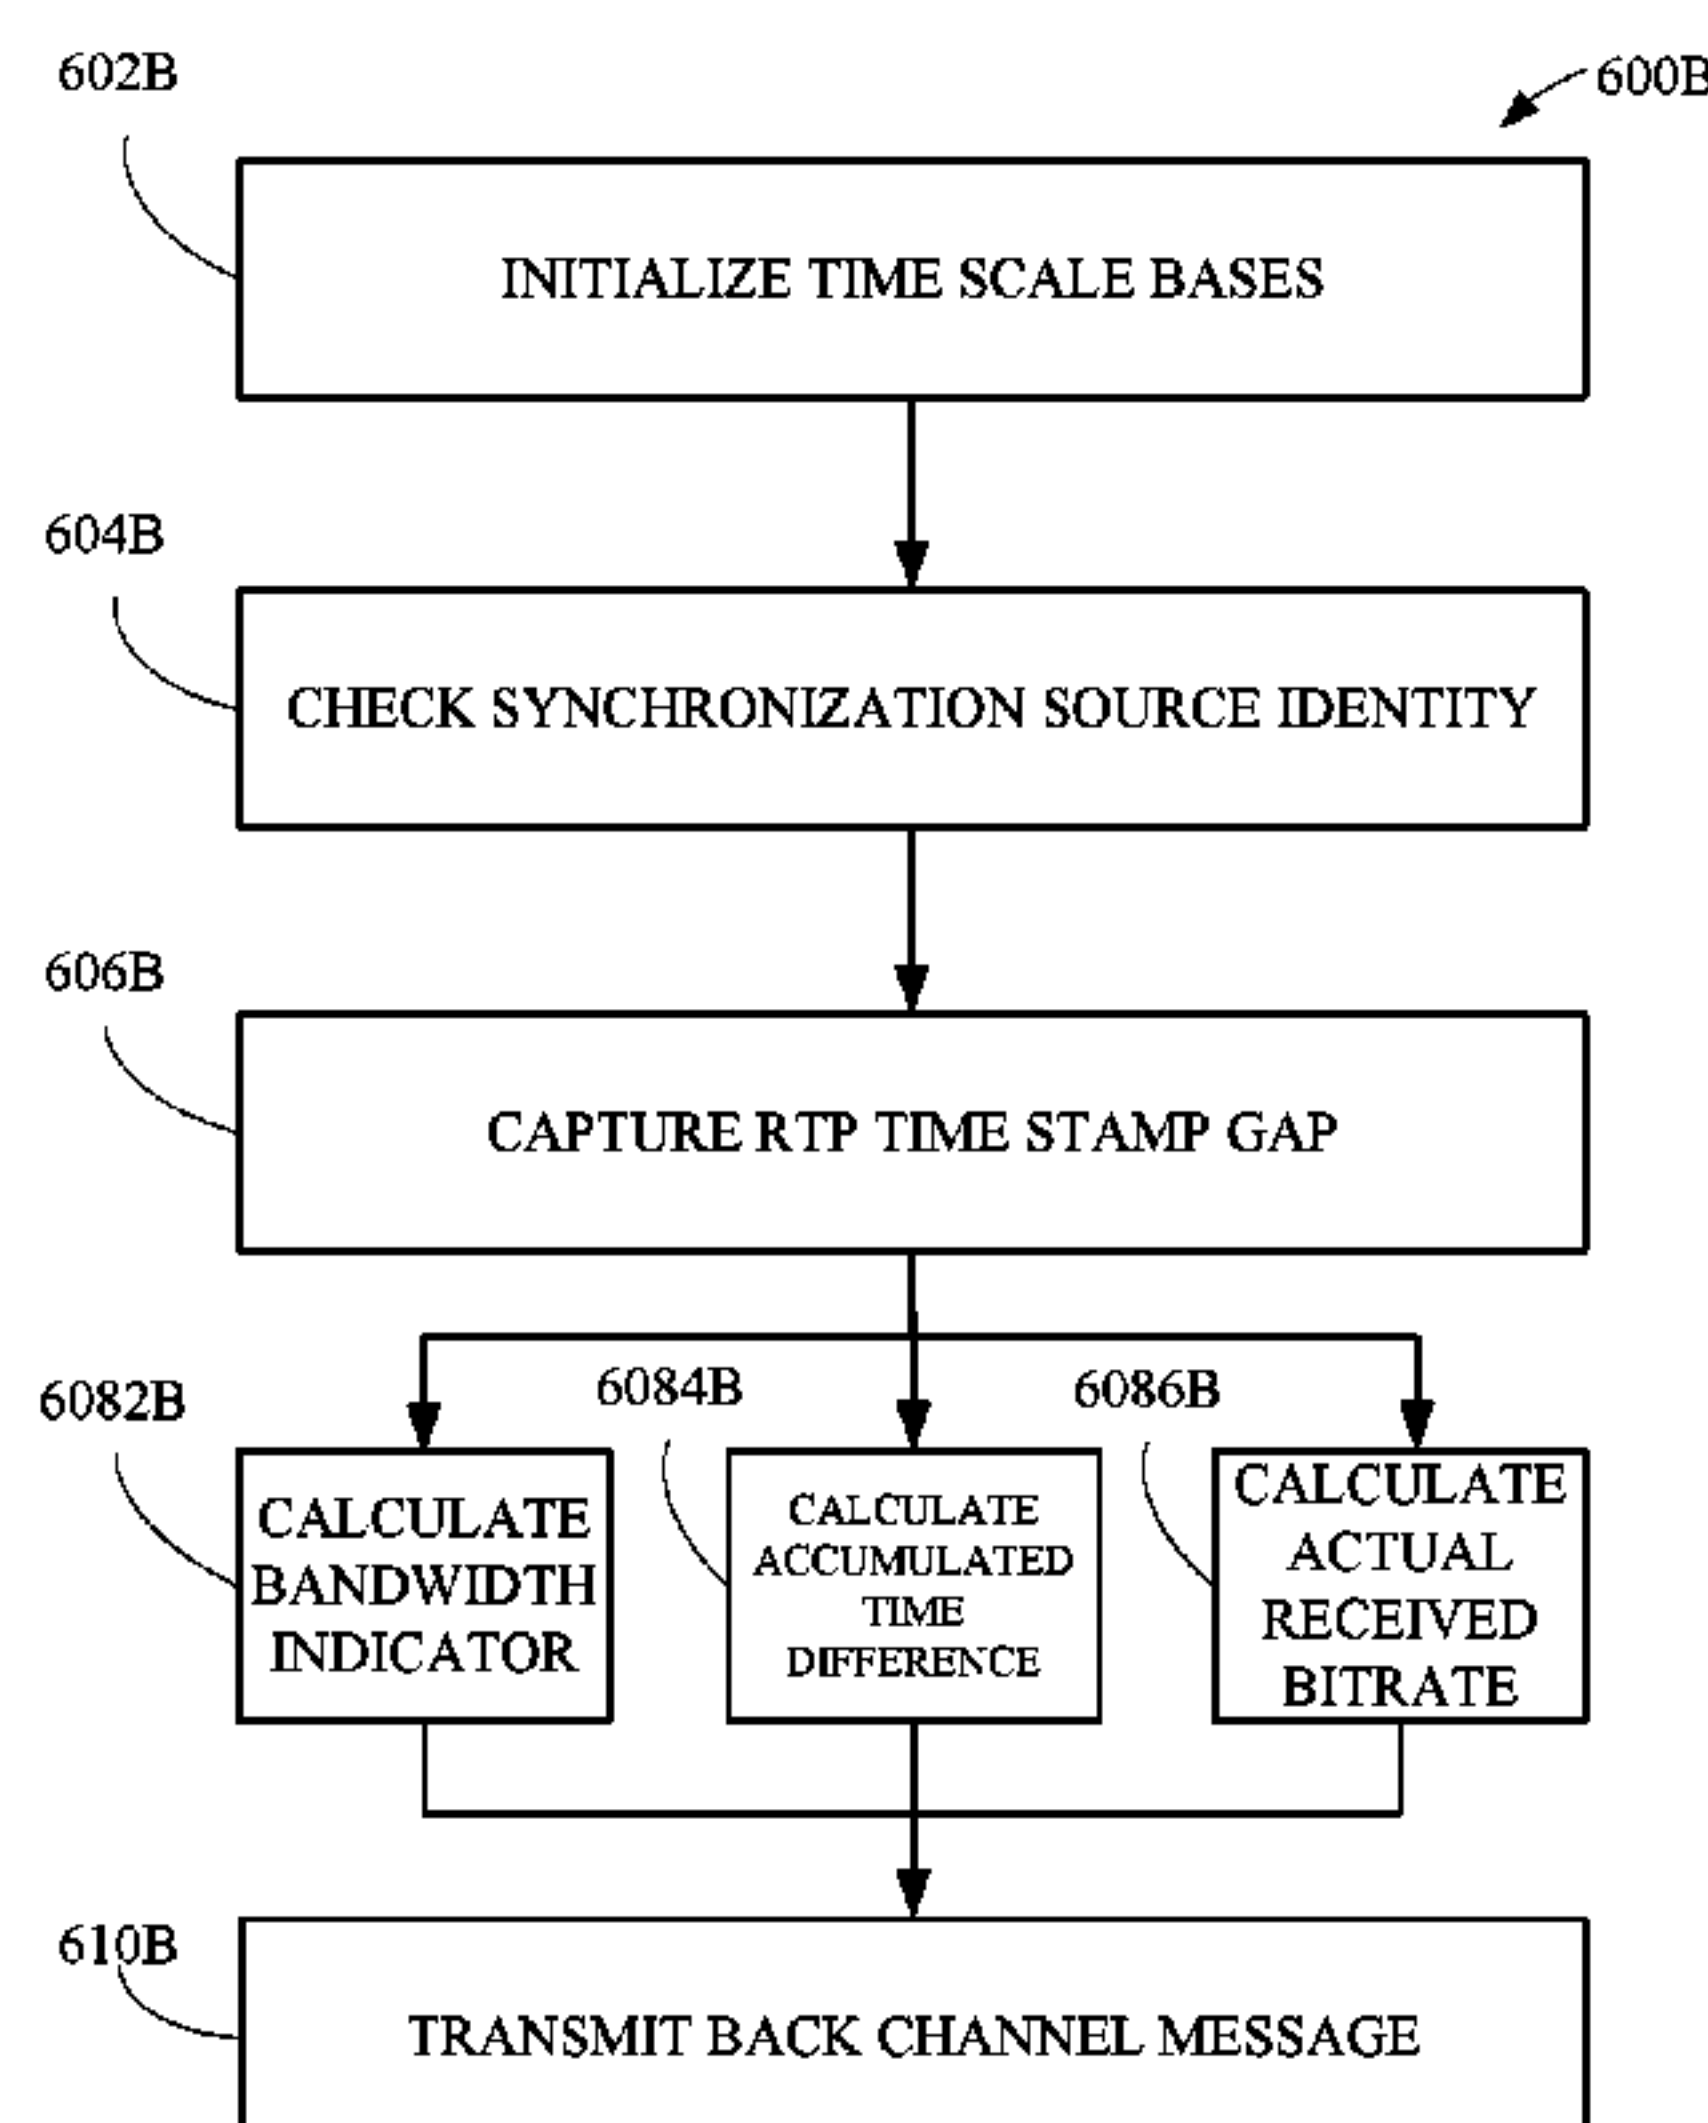 602B
600B
INITIALIZE TIME SCALE BASES
604B
CHECK SYNCHRONIZATION SOURCE IDENTITY
606B
CAPTURE RTP TIME STAMP GAP
6082B
6084B
6086B
CALCULATE
BANDWIDTH
INDICATOR
CALCULATE
ACCUMULATED
TIME
DIFFERENCE
CALCULATE
ACTUAL
RECEIVED
BITRATE
610B
TRANSMIT BACK CHANNEL MESSAGE